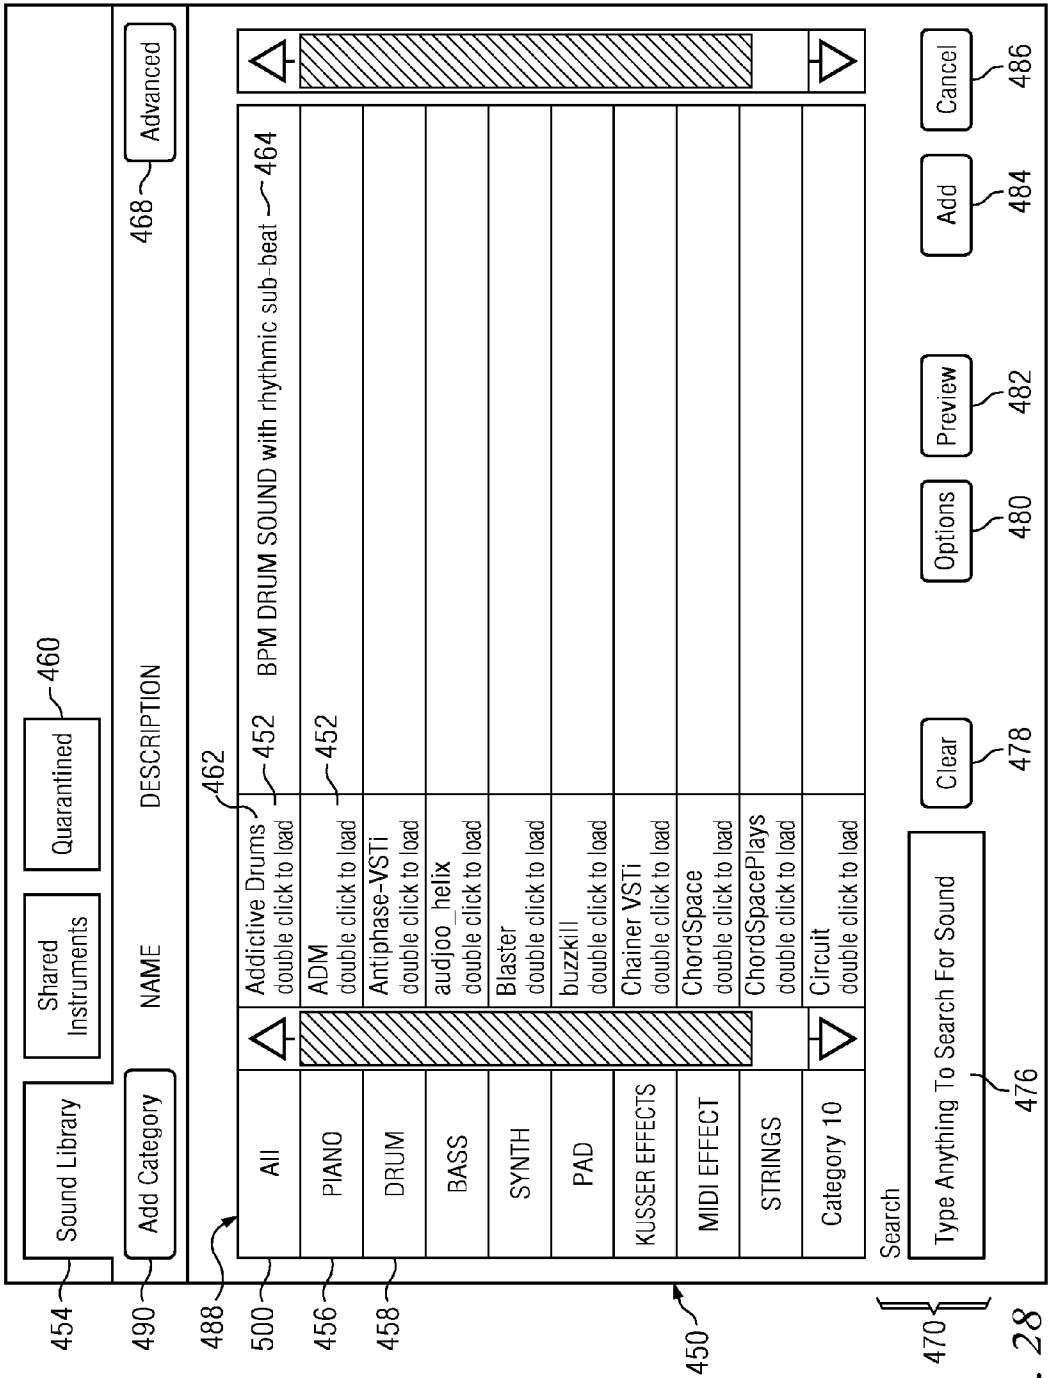 454
Sound Library
Shared
Instruments
Quarantined
460
490
Add Category
NAME
DESCRIPTION
468
Advanced
488
462
500
All
Addictive Drums
double click to load
452
BPM DRUM SOUND with rhythmic sub-beat
464
456
PIANO
ADM
double click to load
452
458
DRUM
Antiphase-VSTi
double click to load
BASS
audjoo_helix
double click to load
SYNTH
Blaster
double click to load
PAD
buzzkill
double click to load
KUSSER EFFECTS
Chainer VSTi
double click to load
MIDI EFFECT
ChordSpace
double click to load
STRINGS
ChordSpacePlays
double click to load
Category 10
Circuit
double click to load
450
470
Search
Type Anything To Search For Sound
476
Clear
478
Options
480
Preview
482
Add
484
Cancel
486
. 28